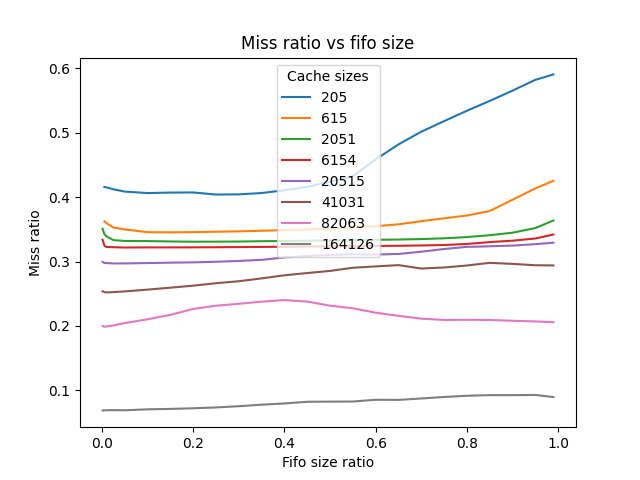 Miss ratio vs fifo size
Cache sizes
205
615
2051
6154
20515
41031
82063
164126
0.6
0.5
0.4
0.3
0.2
0.1
Miss ratio
0.0 0.2 0.4 0.6 0.8 1.0
Fifo size ratio